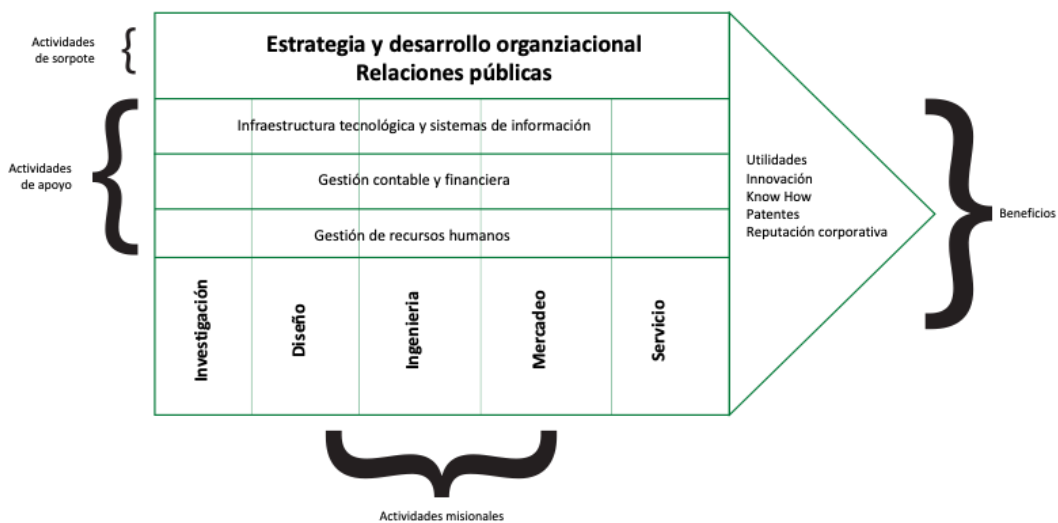 Actividades
de sorpote
Estrategia y desarrollo organziacional
Relaciones públicas
Actividades
de apoyo
Infraestructura tecnológica y sistemas de información
Gestión contable y financiera
Gestión de recursos humanos
Investigación
Diseño
Ingenieria
Mercadeo
Servicio
Utilidades
Innovación
Know How
Patentes
Reputación corporativa
Beneficios
Actividades misionales